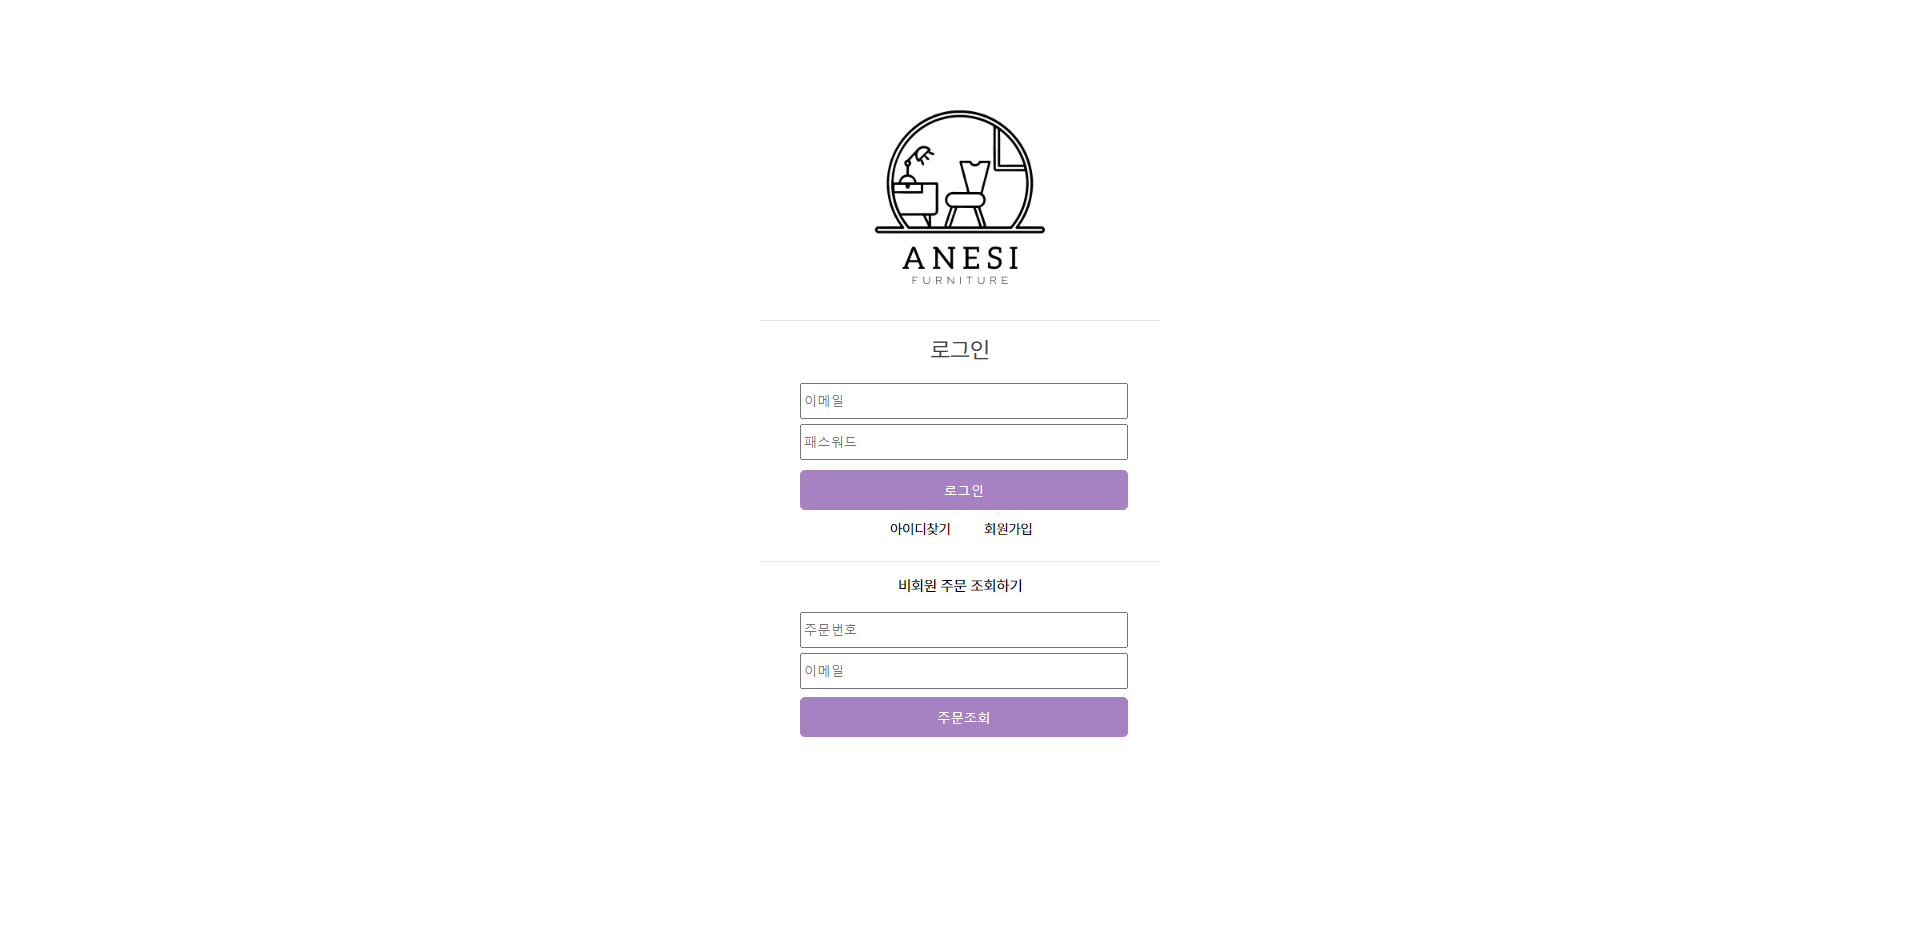 ANESI
FURNITURE
로그인
이메일
패스워드
로그인
아이디찾기 회원가입
비회원 주문 조회하기
주문번호
이메일
주문조회